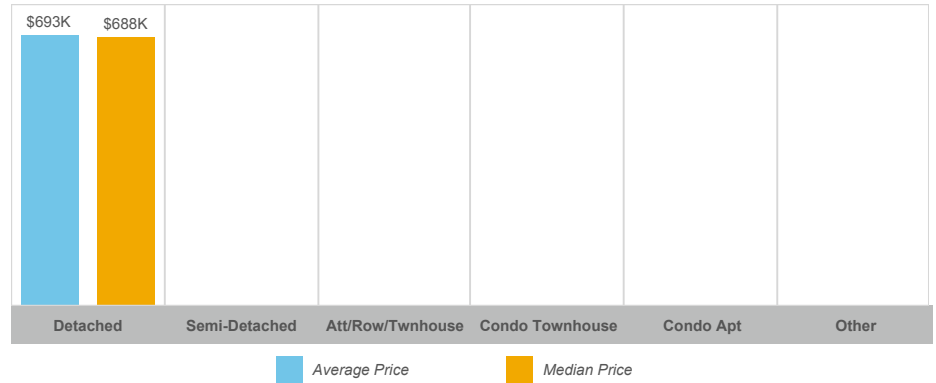 $693K $688K
Detached Semi-Detached Att/Row/Twnhouse Condo Townhouse Condo Apt Other
Average Price Median Price